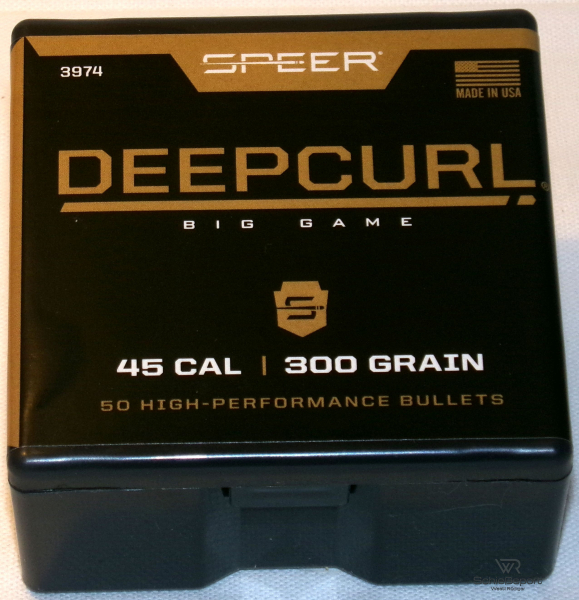 3974
SPEER®
MADE IN USA
DEEPCURL®
BIG GAME
S
45 CAL | 300 GRAIN
50 HIGH-PERFORMANCE BULLETS